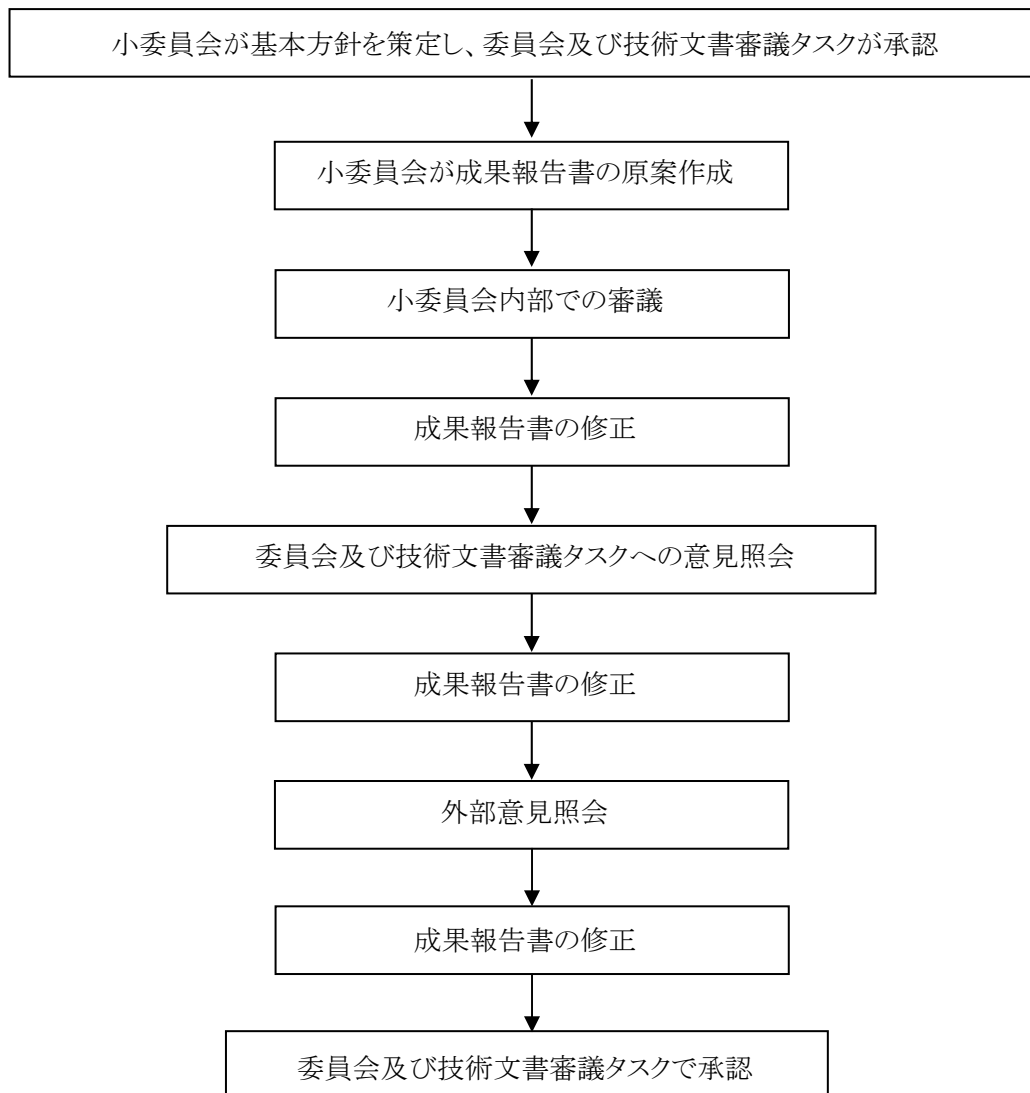 小委員会が基本方針を策定し、委員会及び技術文書審議タスクが承認
小委員会が成果報告書の原案作成
小委員会内部での審議
成果報告書の修正
委員会及び技術文書審議タスクへの意見照会
成果報告書の修正
外部意見照会
成果報告書の修正
委員会及び技術文書審議タスクで承認